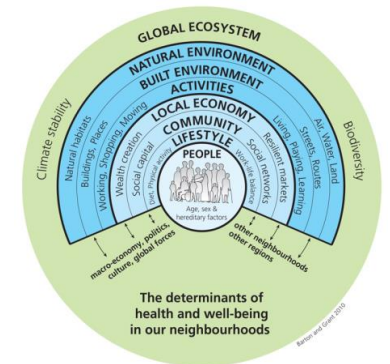 GLOBAL ECOSYSTEM
NATURAL ENVIRONMENT
BUILT ENVIRONMENT
ACTIVITIES
LOCAL ECONOMY
COMMUNITY
LIFESTYLE
PEOPLE
Age, sex &
hereditary factors
Climate stability
Natural habitats
Buildings, Places
Working, Shopping, Moving
Wealth creation
Social capital
Diet, Physical activity
Work-life balance
Social networks
Resilient markets
Living, Playing, Learning
Streets, Routes
Air, Water, Land
Biodiversity
macro-economy, politics,
culture, global forces
other neighbourhoods
other regions
The determinants of
health and well-being
in our neighbourhoods
Barton and Grant 2010